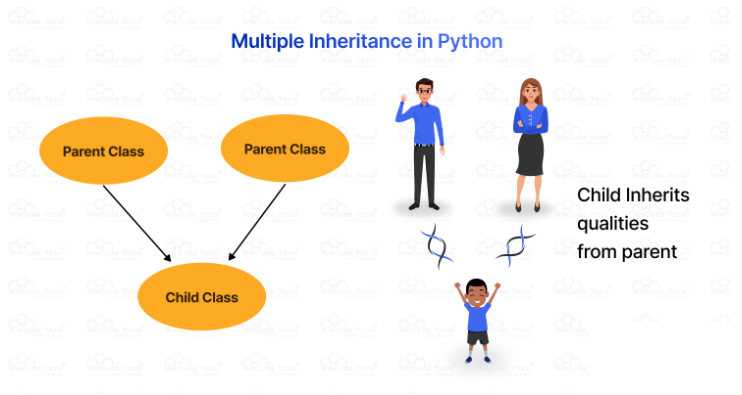 Multiple Inheritance in Python
Parent Class
Parent Class
Child Class
Child Inherits
qualities
from parent